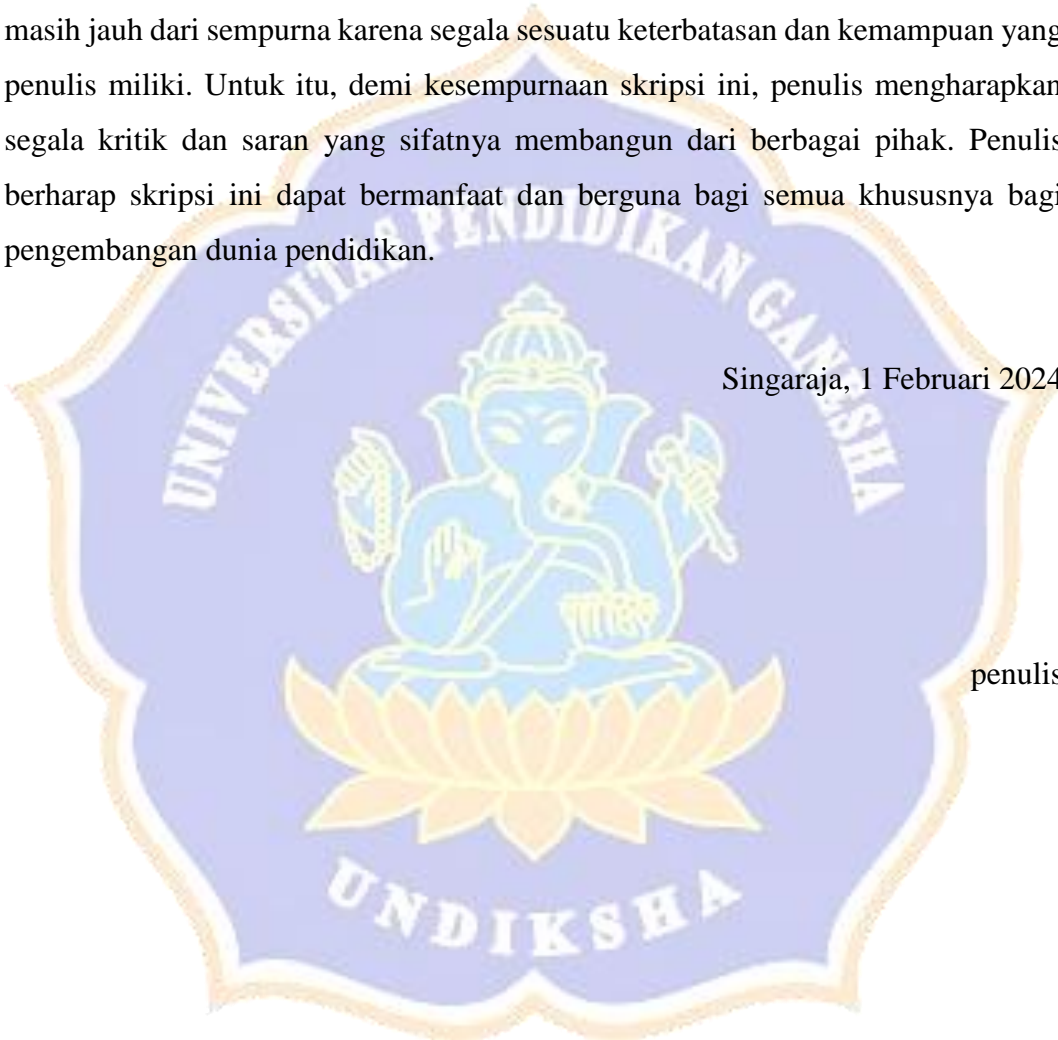 masih jauh dari sempurna karena segala sesuatu keterbatasan dan kemampuan yang
penulis miliki. Untuk itu, demi kesempurnaan skripsi ini, penulis mengharapkan
segala kritik dan saran yang sifatnya membangun dari berbagai pihak. Penulis
berharap skripsi ini dapat bermanfaat dan berguna bagi semua khususnya bagi
pengembangan dunia pendidikan.
UNIVERSITAS PENDIDIKAN GANESHA
Singaraja, 1 Februari 2024
penulis
UNDIKSHA